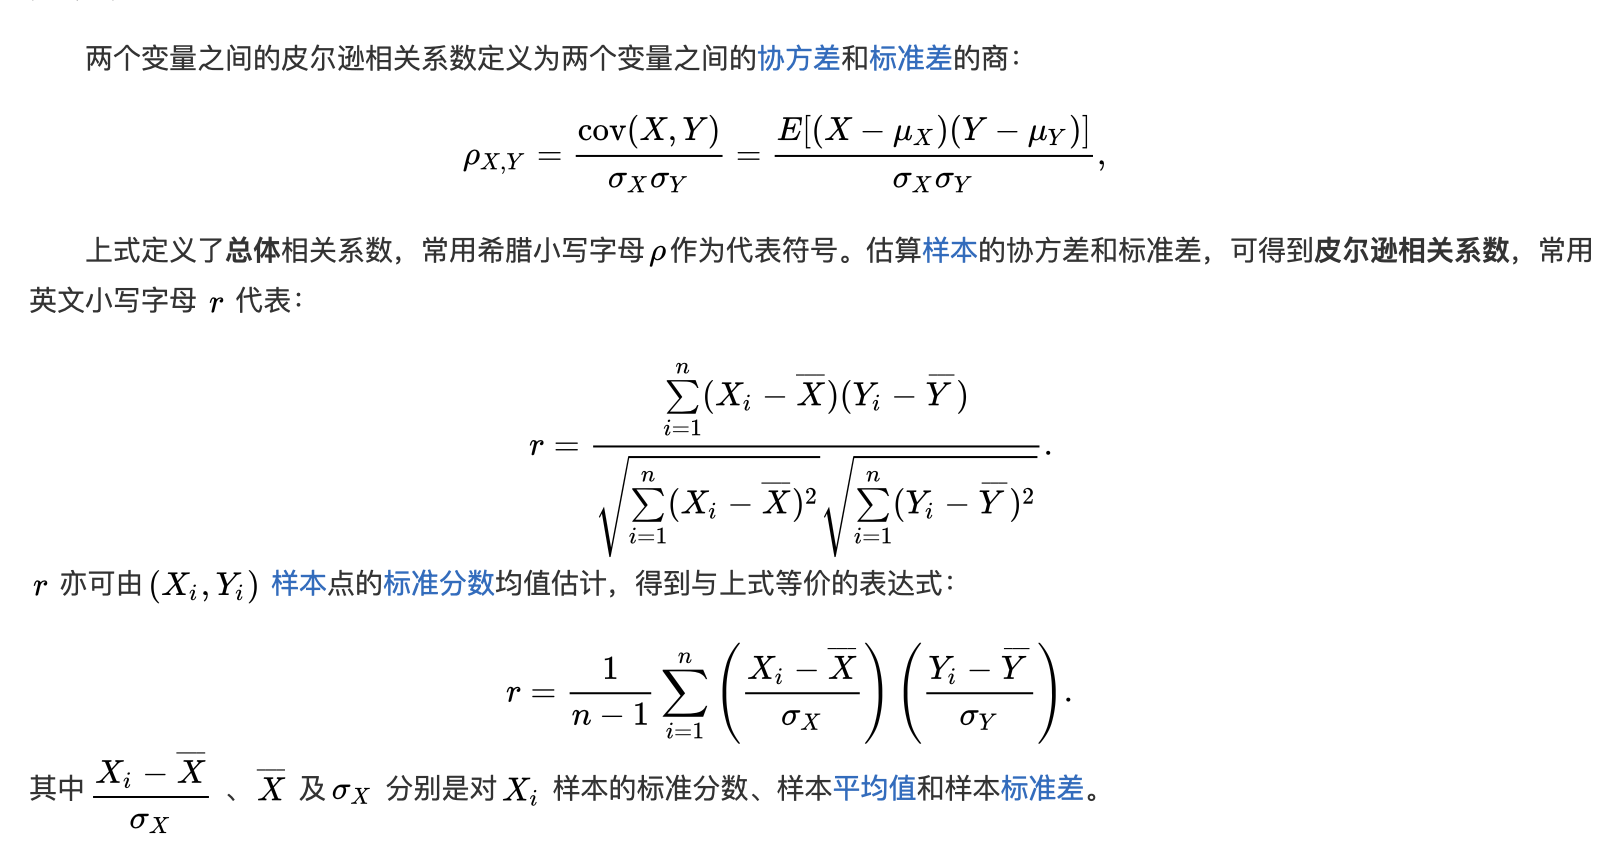 两个变量之间的皮尔逊相关系数定义为两个变量之间的协方差和标准差的商：
$\rho_{X,Y} = \frac{\operatorname{cov}(X, Y)}{\sigma_X \sigma_Y} = \frac{E[(X - \mu_X)(Y - \mu_Y)]}{\sigma_X \sigma_Y},$
上式定义了总体相关系数，常用希腊小写字母 $\rho$ 作为代表符号。估算样本的协方差和标准差，可得到皮尔逊相关系数，常用
英文小写字母 $r$ 代表：
$r = \frac{\sum_{i=1}^{n} (X_i - \overline{X})(Y_i - \overline{Y})}{\sqrt{\sum_{i=1}^{n} (X_i - \overline{X})^2} \sqrt{\sum_{i=1}^{n} (Y_i - \overline{Y})^2}}.$
$r$ 亦可由 $(X_i, Y_i)$ 样本点的标准分数均值估计，得到与上式等价的表达式：
$r = \frac{1}{n-1} \sum_{i=1}^{n} \left( \frac{X_i - \overline{X}}{\sigma_X} \right) \left( \frac{Y_i - \overline{Y}}{\sigma_Y} \right).$
其中 $\frac{X_i - \overline{X}}{\sigma_X}$ 、$\overline{X}$ 及 $\sigma_X$ 分别是对 $X_i$ 样本的标准分数、样本平均值和样本标准差。